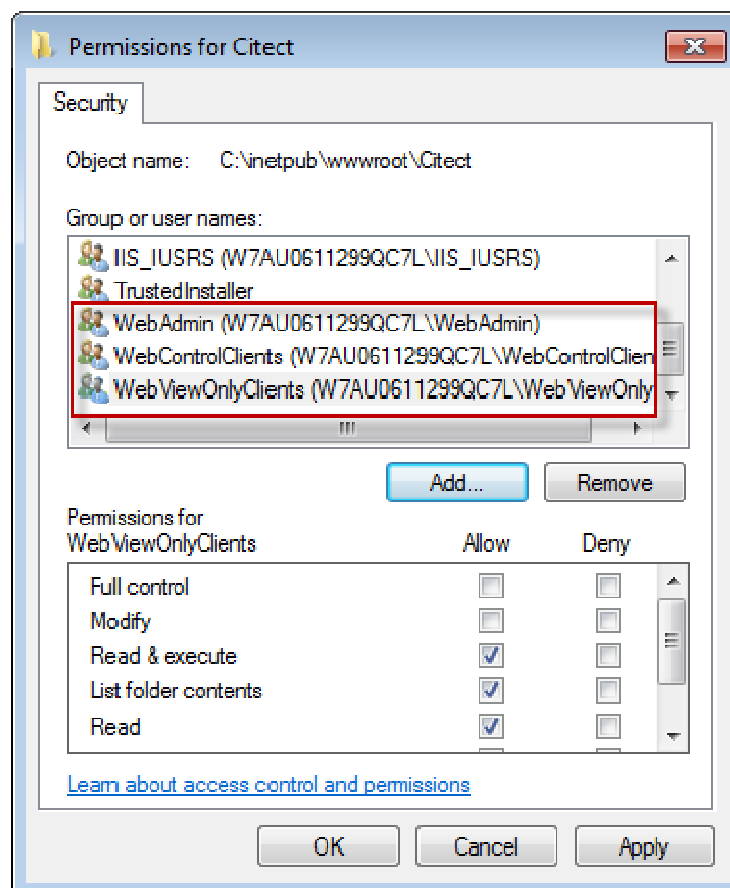 Permissions for Citect
Security
Object name: C:\inetpub\wwwroot\Citect
Group or user names:
IIS_IUSRS (W7AU0611299QC7L\IIS_IUSRS)
TrustedInstaller
WebAdmin (W7AU0611299QC7L\WebAdmin)
WebControlClients (W7AU0611299QC7L\WebControlClien
WebViewOnlyClients (W7AU0611299QC7L\WebViewOnly
Add... Remove
Permissions for
WebViewOnlyClients Allow Deny
Full control
Modify
Read & execute
List folder contents
Read
Learn about access control and permissions
OK Cancel Apply